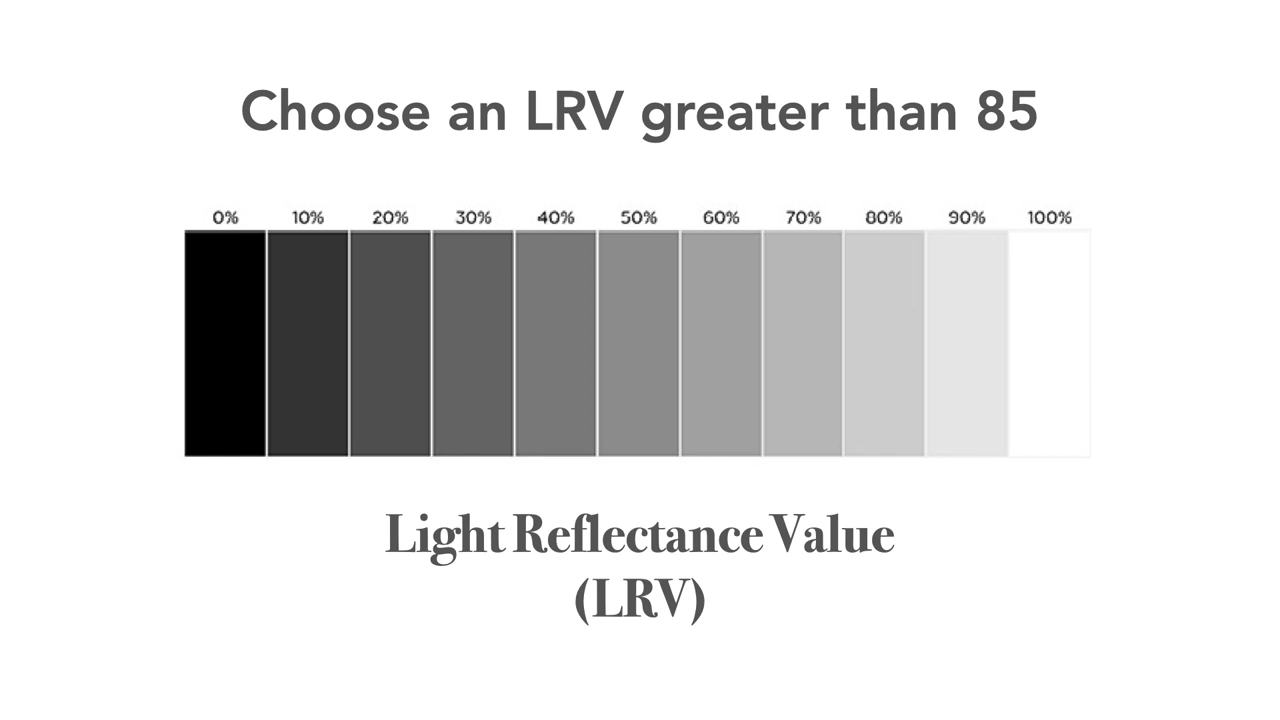 Choose an LRV greater than 85
0% 10% 20% 30% 40% 50% 60% 70% 80% 90% 100%
Light Reflectance Value
(LRV)